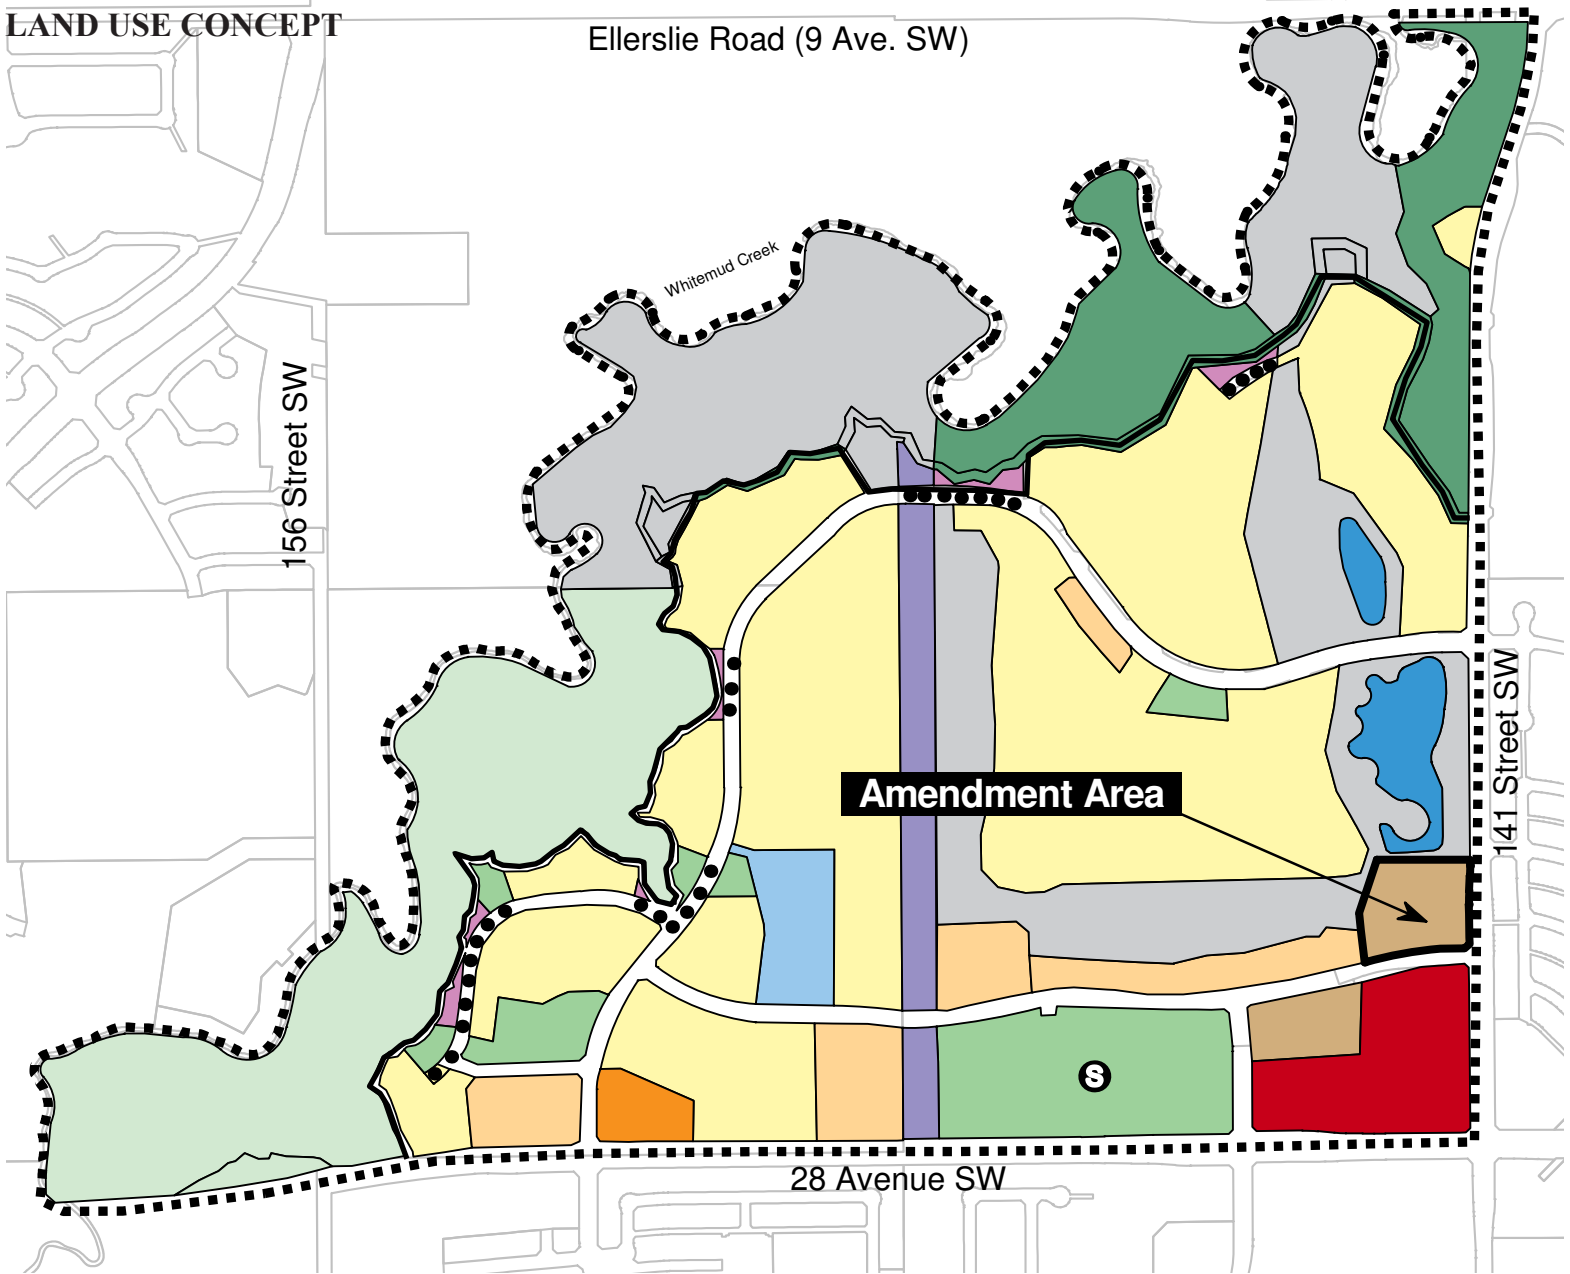 LAND USE CONCEPT
Ellerslie Road (9 Ave. SW)
Whitemud Creek
156 Street SW
141 Street SW
Amendment Area
S
28 Avenue SW